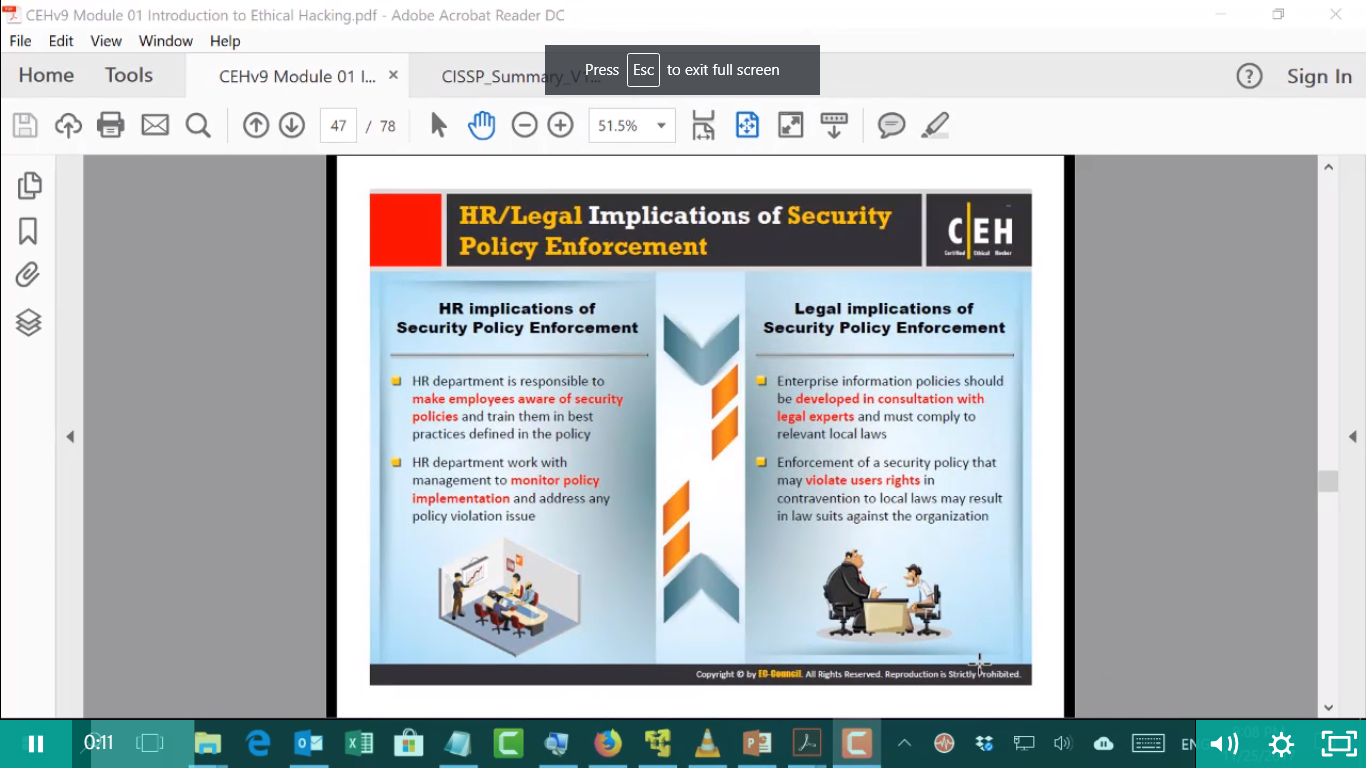 CEHv9 Module 01 Introduction to Ethical Hacking.pdf - Adobe Acrobat Reader DC
File Edit View Window Help
Home Tools CEHv9 Module 01 I... × CISSP_Summary_V Sign In
Press Esc to exit full screen
47 / 78 51.5%
HR/Legal Implications of Security
Policy Enforcement
C|EH
Certified Ethical Hacker
HR implications of
Security Policy Enforcement
HR department is responsible to
make employees aware of security
policies and train them in best
practices defined in the policy
HR department work with
management to monitor policy
implementation and address any
policy violation issue
Legal implications of
Security Policy Enforcement
Enterprise information policies should
be developed in consultation with
legal experts and must comply to
relevant local laws
Enforcement of a security policy that
may violate users rights in
contravention to local laws may result
in law suits against the organization
Copyright © by EC-Council. All Rights Reserved. Reproduction is Strictly Prohibited.
0:11